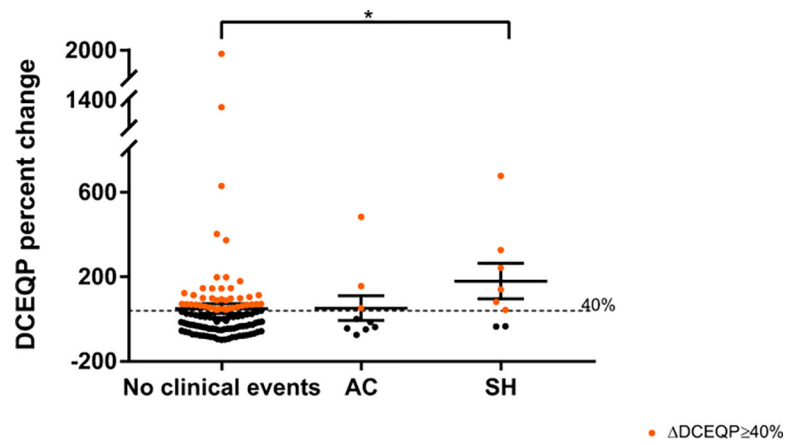 *
DCEQP percent change
2000
1400
600
200
-200
40%
No clinical events AC SH
ΔDCEQP≥40%